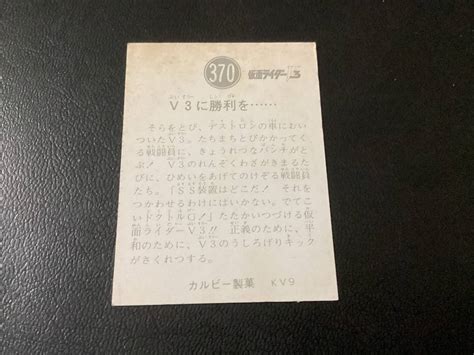 370
仮面ライダー V3
V3に勝利を……
そらをとび、デストロンの車におい
ついたV3。たちまちとびかかってく
る戦闘員に、きょうれつなパンチがと
ぶ! V3のれんぞくわざがきまるた
びに、ひめいをあげてのけぞる戦闘員
たち。「SS装置はどこだ! それを
つかわせるわけにはいかない。でてこ
いドクトルG!」たたかいつづける仮
面ライダーV3!! 正義のために、平
和のために、V3のうしろげりキック
がさくれつする。
カルビー製菓 KV9